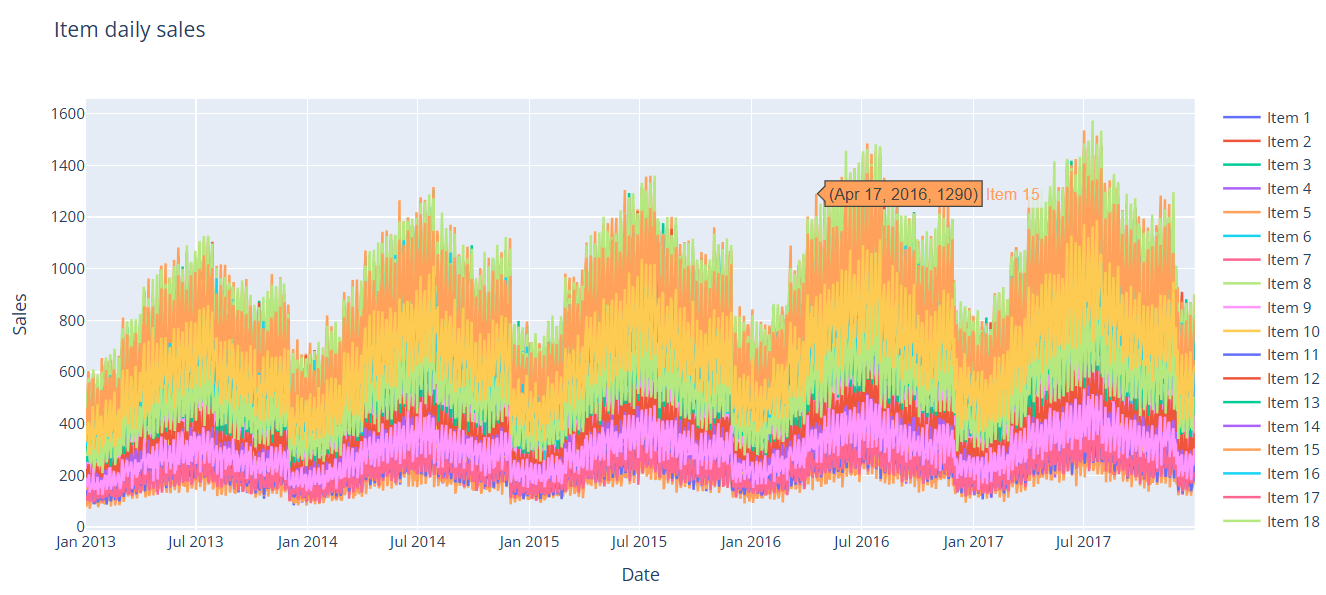 Item daily sales
1600
1400
1200
1000
800
600
400
200
0
Sales
Jan 2013
Jul 2013
Jan 2014
Jul 2014
Jan 2015
Jul 2015
Jan 2016
Jul 2016
Jan 2017
Jul 2017
Date
(Apr 17, 2016, 1290) Item 15
Item 1
Item 2
Item 3
Item 4
Item 5
Item 6
Item 7
Item 8
Item 9
Item 10
Item 11
Item 12
Item 13
Item 14
Item 15
Item 16
Item 17
Item 18